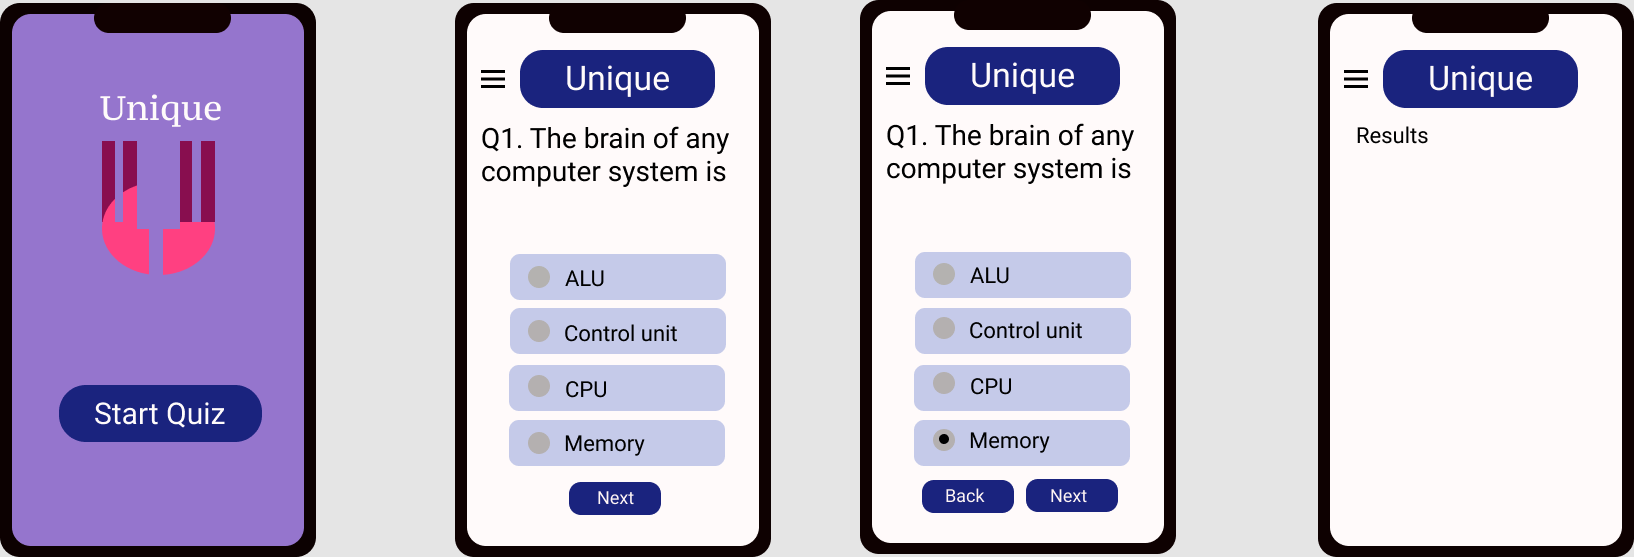 Unique
Start Quiz
Unique
Q1. The brain of any
computer system is
ALU
Control unit
CPU
Memory
Next
Unique
Q1. The brain of any
computer system is
ALU
Control unit
CPU
Memory
Back Next
Unique
Results